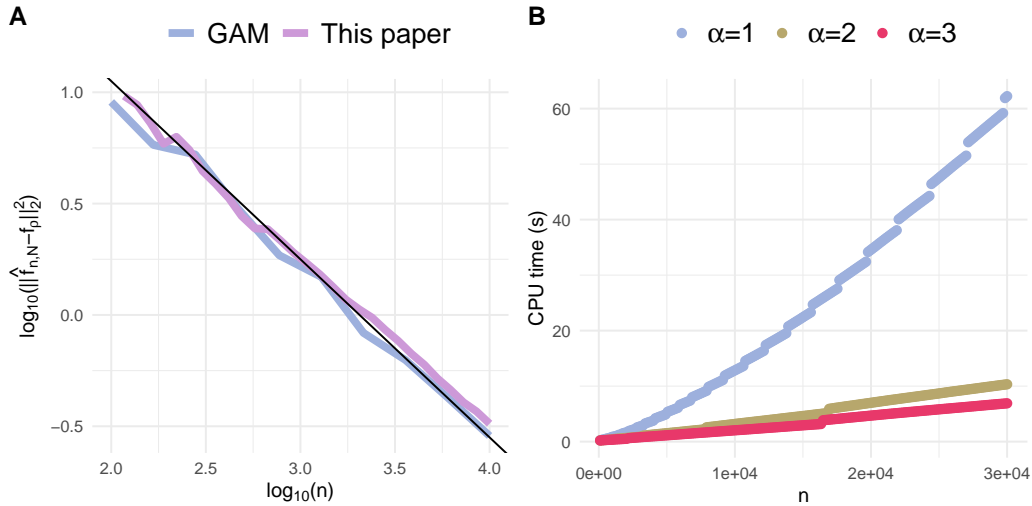 A
GAM This paper
1.0
0.5
0.0
−0.5
2.0 2.5 3.0 3.5 4.0
log₁₀(n)
log₁₀(||f̂ₙ,N−fρ||₂²)
B
α=1 α=2 α=3
60
40
20
0
0e+00 1e+04 2e+04 3e+04
n
CPU time (s)